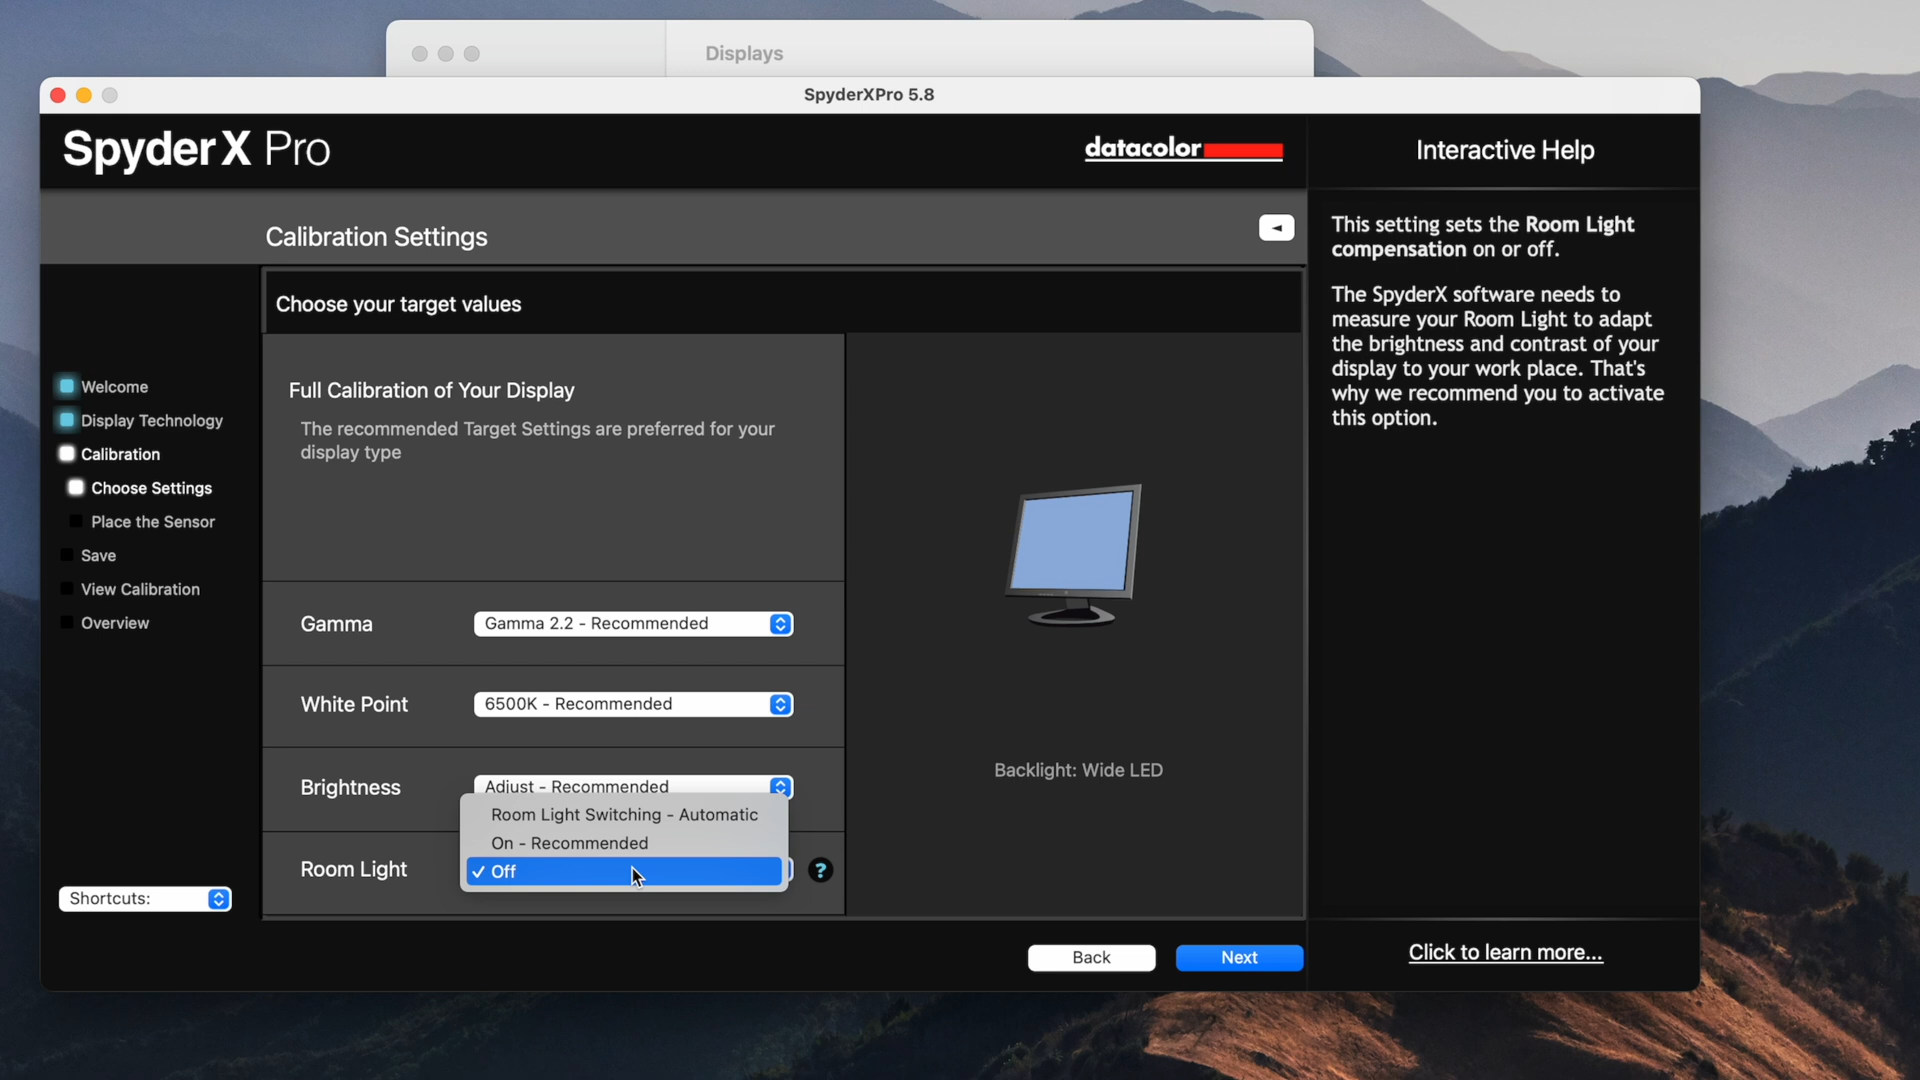 Displays
SpyderXPro 5.8
SpyderX Pro
datacolor
Interactive Help
Calibration Settings
This setting sets the Room Light
compensation on or off.
The SpyderX software needs to
measure your Room Light to adapt
the brightness and contrast of your
display to your work place. That's
why we recommend you to activate
this option.
Choose your target values
Full Calibration of Your Display
The recommended Target Settings are preferred for your
display type
Welcome
Display Technology
Calibration
Choose Settings
Place the Sensor
Save
View Calibration
Overview
Gamma
Gamma 2.2 - Recommended
White Point
6500K - Recommended
Brightness
Adjust - Recommended
Room Light Switching - Automatic
On - Recommended
Room Light
✓ Off
?
Backlight: Wide LED
Shortcuts:
Back
Next
Click to learn more...